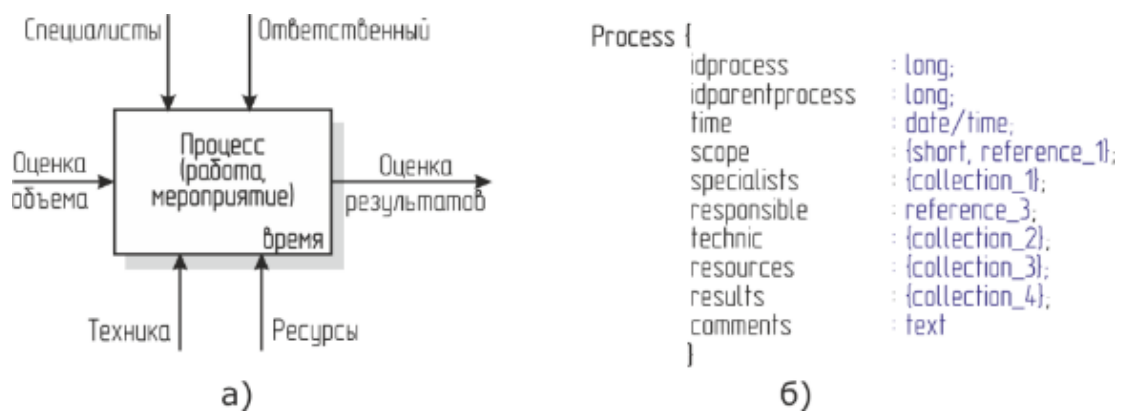 Специалисты
Ответственный
Оценка
объема
Процесс
(работа,
мероприятие)
время
Оценка
результатов
Техника
Ресурсы
а)
Process {
idprocess : long;
idparentprocess : long;
time : date/time;
scope : {short, reference_1};
specialists : {collection_1};
responsible : reference_3;
technic : {collection_2};
resources : {collection_3};
results : {collection_4};
comments : text
}
б)